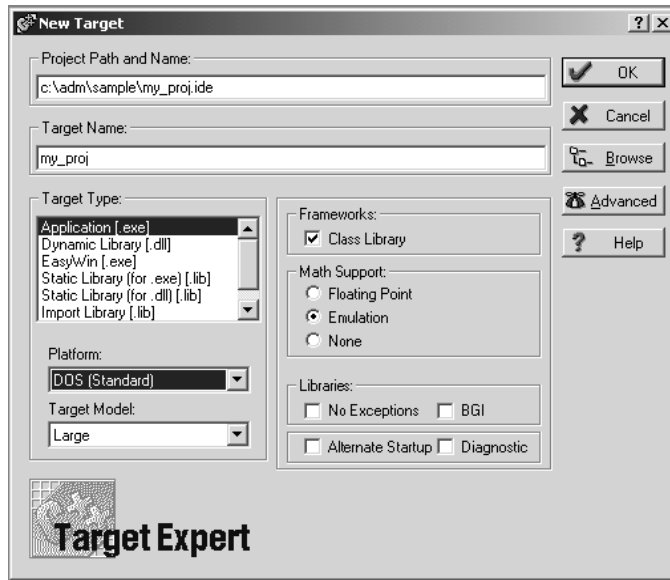 New Target
Project Path and Name:
c:\adm\sample\my_proj.ide
Target Name:
my_proj
Target Type:
Application [.exe]
Dynamic Library [.dll]
EasyWin [.exe]
Static Library (for .exe) [.lib]
Static Library (for .dll) [.lib]
Import Library [.lib]
Platform:
DOS (Standard)
Target Model:
Large
Frameworks:
Class Library
Math Support:
Floating Point
Emulation
None
Libraries:
No Exceptions BGI
Alternate Startup Diagnostic
OK
Cancel
Browse
Advanced
Help
Target Expert